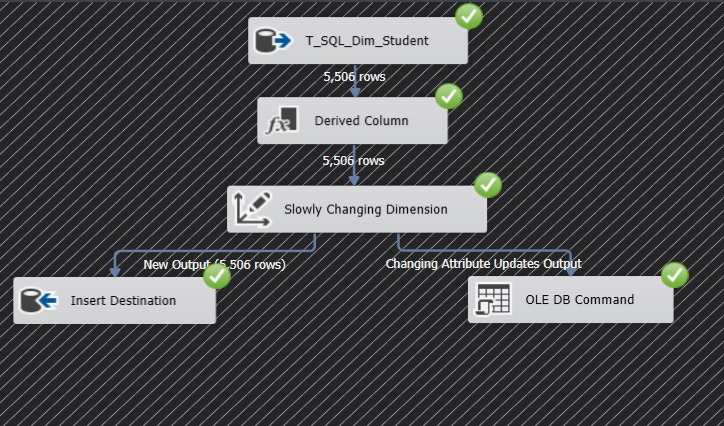 T_SQL_Dim_Student
5,506 rows
Derived Column
5,506 rows
Slowly Changing Dimension
New Output (5,506 rows)
Changing Attribute Updates Output
Insert Destination
OLE DB Command